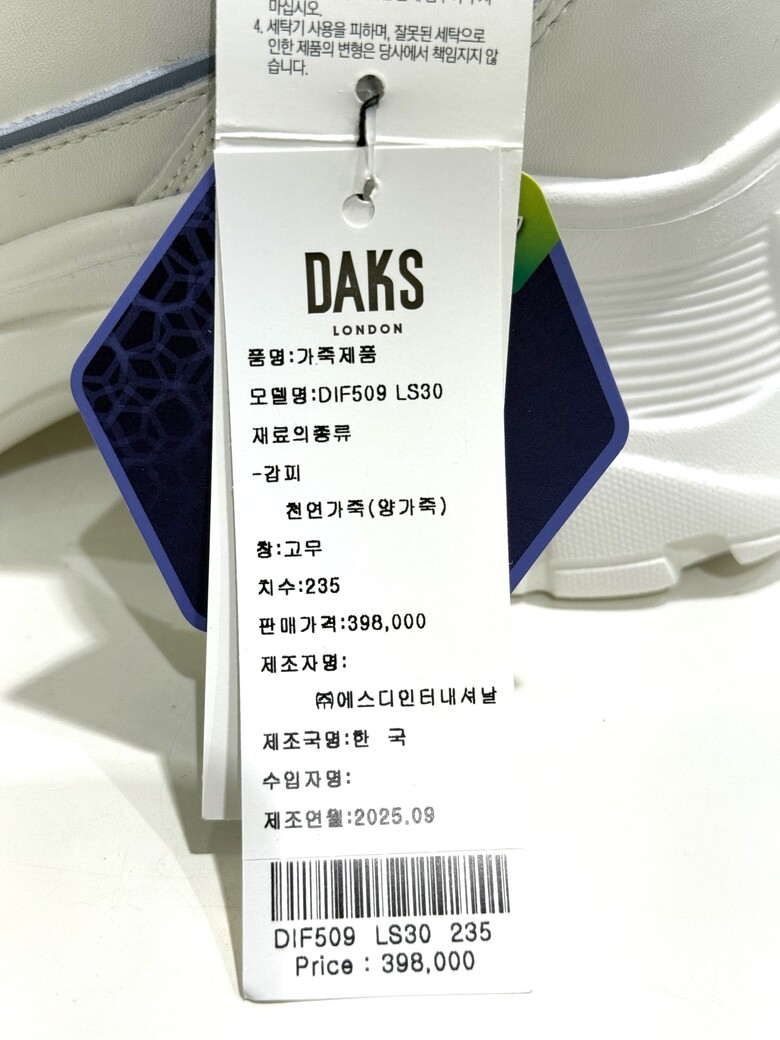 마십시오.
4. 세탁기 사용을 피하며, 잘못된 세탁으로
인한 제품의 변형은 당사에서 책임지지 않
습니다.
DAKS
LONDON
품명:가죽제품
모델명:DIF509 LS30
재료의종류
-갑피
천연가죽(양가죽)
창:고무
치수:235
판매가격:398,000
제조자명:
㈜에스디인터내셔날
제조국명:한 국
수입자명:
제조연월:2025.09
DIF509 LS30 235
Price : 398,000